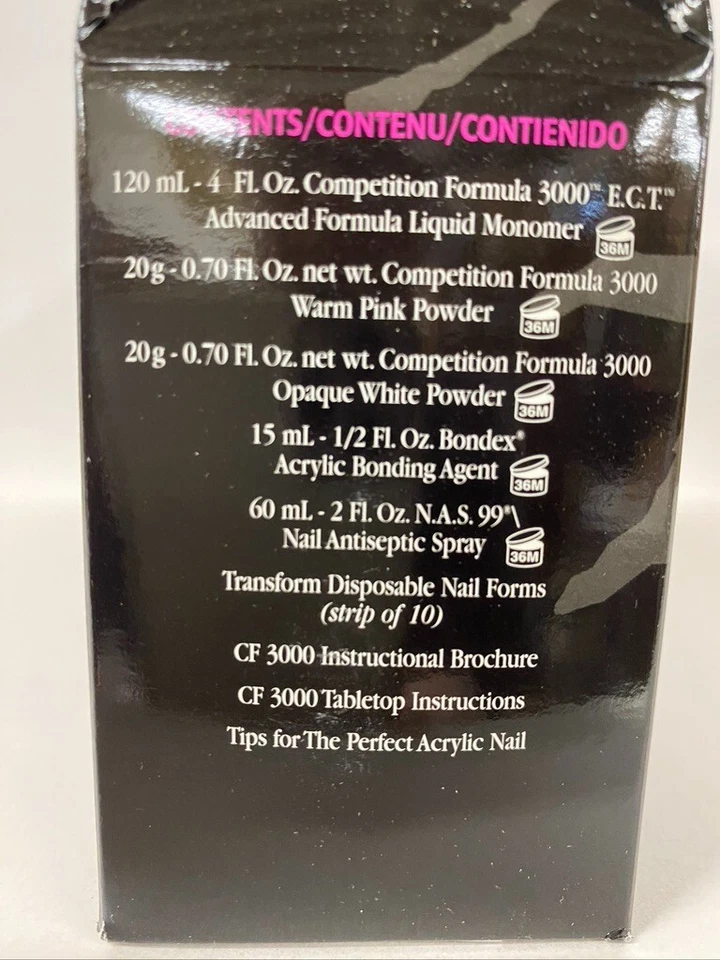 CONTENTS/CONTENU/CONTIENIDO
120 mL - 4 Fl. Oz. Competition Formula 3000™ E.C.T.™
Advanced Formula Liquid Monomer 36M
20g - 0.70 Fl. Oz. net wt. Competition Formula 3000
Warm Pink Powder 36M
20g - 0.70 Fl. Oz. net wt. Competition Formula 3000
Opaque White Powder 36M
15 mL - 1/2 Fl. Oz. Bondex®
Acrylic Bonding Agent 36M
60 mL - 2 Fl. Oz. N.A.S. 99®\
Nail Antiseptic Spray 36M
Transform Disposable Nail Forms
(strip of 10)
CF 3000 Instructional Brochure
CF 3000 Tabletop Instructions
Tips for The Perfect Acrylic Nail